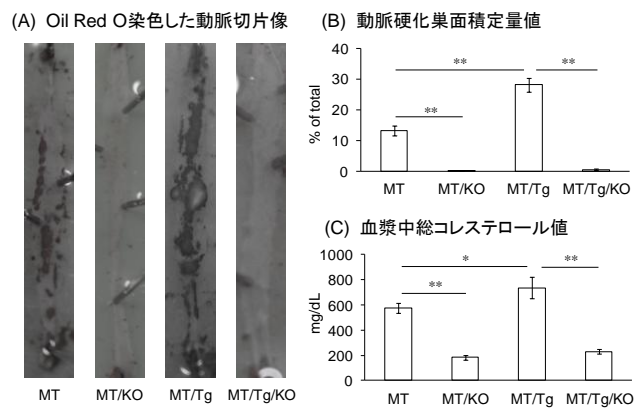 (A) Oil Red O染色した動脈切片像
MT
MT/KO
MT/Tg
MT/Tg/KO
(B) 動脈硬化巣面積定量値
% of total
40
30
20
10
0
**
**
**
MT
MT/KO
MT/Tg
MT/Tg/KO
(C) 血漿中総コレステロール値
mg/dL
1000
800
600
400
200
0
*
**
**
MT
MT/KO
MT/Tg
MT/Tg/KO